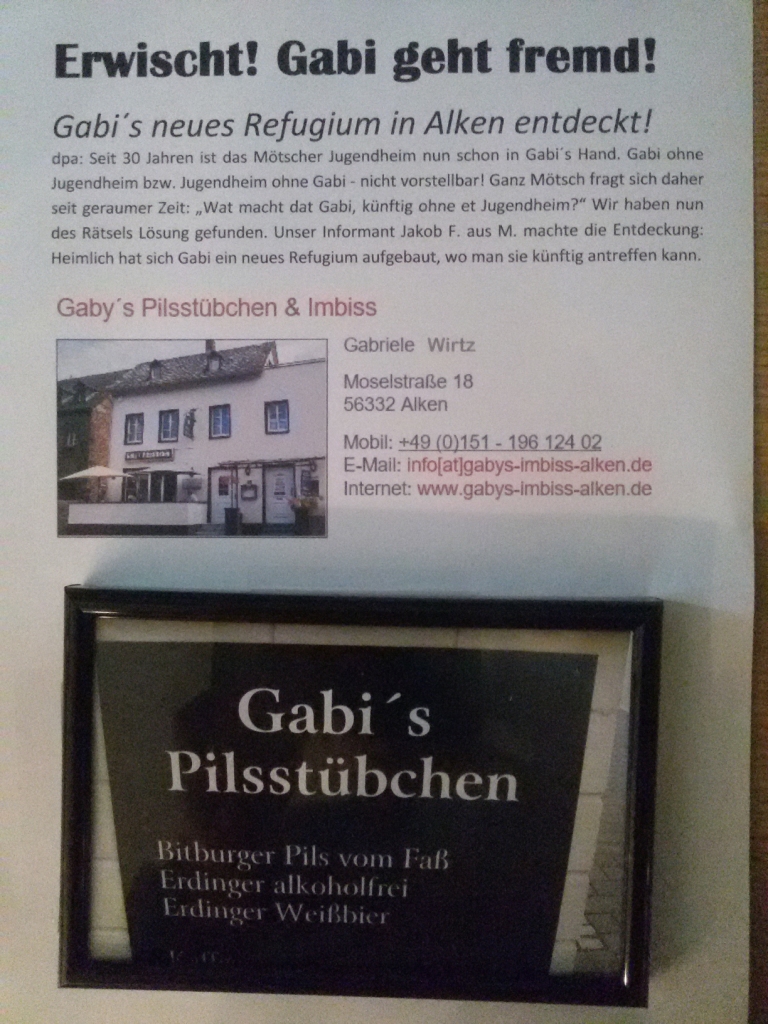 Erwischt! Gabi geht fremd!
Gabi´s neues Refugium in Alken entdeckt!
dpa: Seit 30 Jahren ist das Mötscher Jugendheim nun schon in Gabi´s Hand. Gabi ohne
Jugendheim bzw. Jugendheim ohne Gabi - nicht vorstellbar! Ganz Mötsch fragt sich daher
seit geraumer Zeit: „Wat macht dat Gabi, künftig ohne et Jugendheim?“ Wir haben nun
des Rätsels Lösung gefunden. Unser Informant Jakob F. aus M. machte die Entdeckung:
Heimlich hat sich Gabi ein neues Refugium aufgebaut, wo man sie künftig antreffen kann.
Gaby´s Pilsstübchen & Imbiss
Gabriele Wirtz
Moselstraße 18
56332 Alken
Mobil: +49 (0)151 - 196 124 02
E-Mail: info[at]gabys-imbiss-alken.de
Internet: www.gabys-imbiss-alken.de
Gabi´s
Pilsstübchen
Bitburger Pils vom Faß
Erdinger alkoholfrei
Erdinger Weißbier